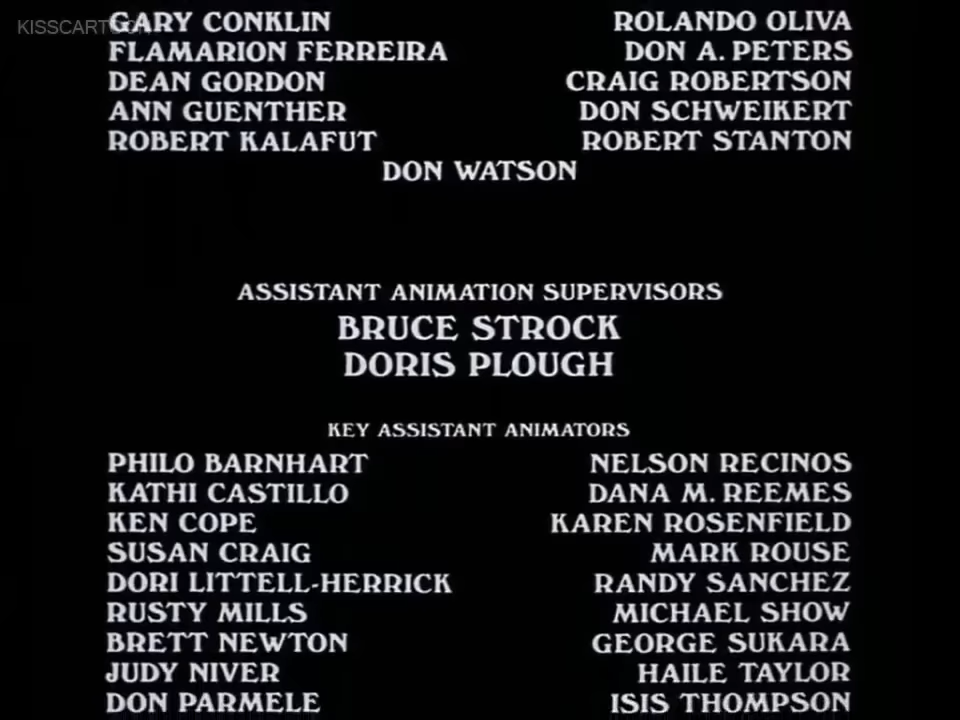 KISSCARTOON
GARY CONKLIN ROLANDO OLIVA
FLAMARION FERREIRA DON A. PETERS
DEAN GORDON CRAIG ROBERTSON
ANN GUENTHER DON SCHWEIKERT
ROBERT KALAFUT ROBERT STANTON
DON WATSON
ASSISTANT ANIMATION SUPERVISORS
BRUCE STROCK
DORIS PLOUGH
KEY ASSISTANT ANIMATORS
PHILO BARNHART NELSON RECINOS
KATHI CASTILLO DANA M. REEMES
KEN COPE KAREN ROSENFIELD
SUSAN CRAIG MARK ROUSE
DORI LITTELL-HERRICK RANDY SANCHEZ
RUSTY MILLS MICHAEL SHOW
BRETT NEWTON GEORGE SUKARA
JUDY NIVER HAILE TAYLOR
DON PARMELE ISIS THOMPSON